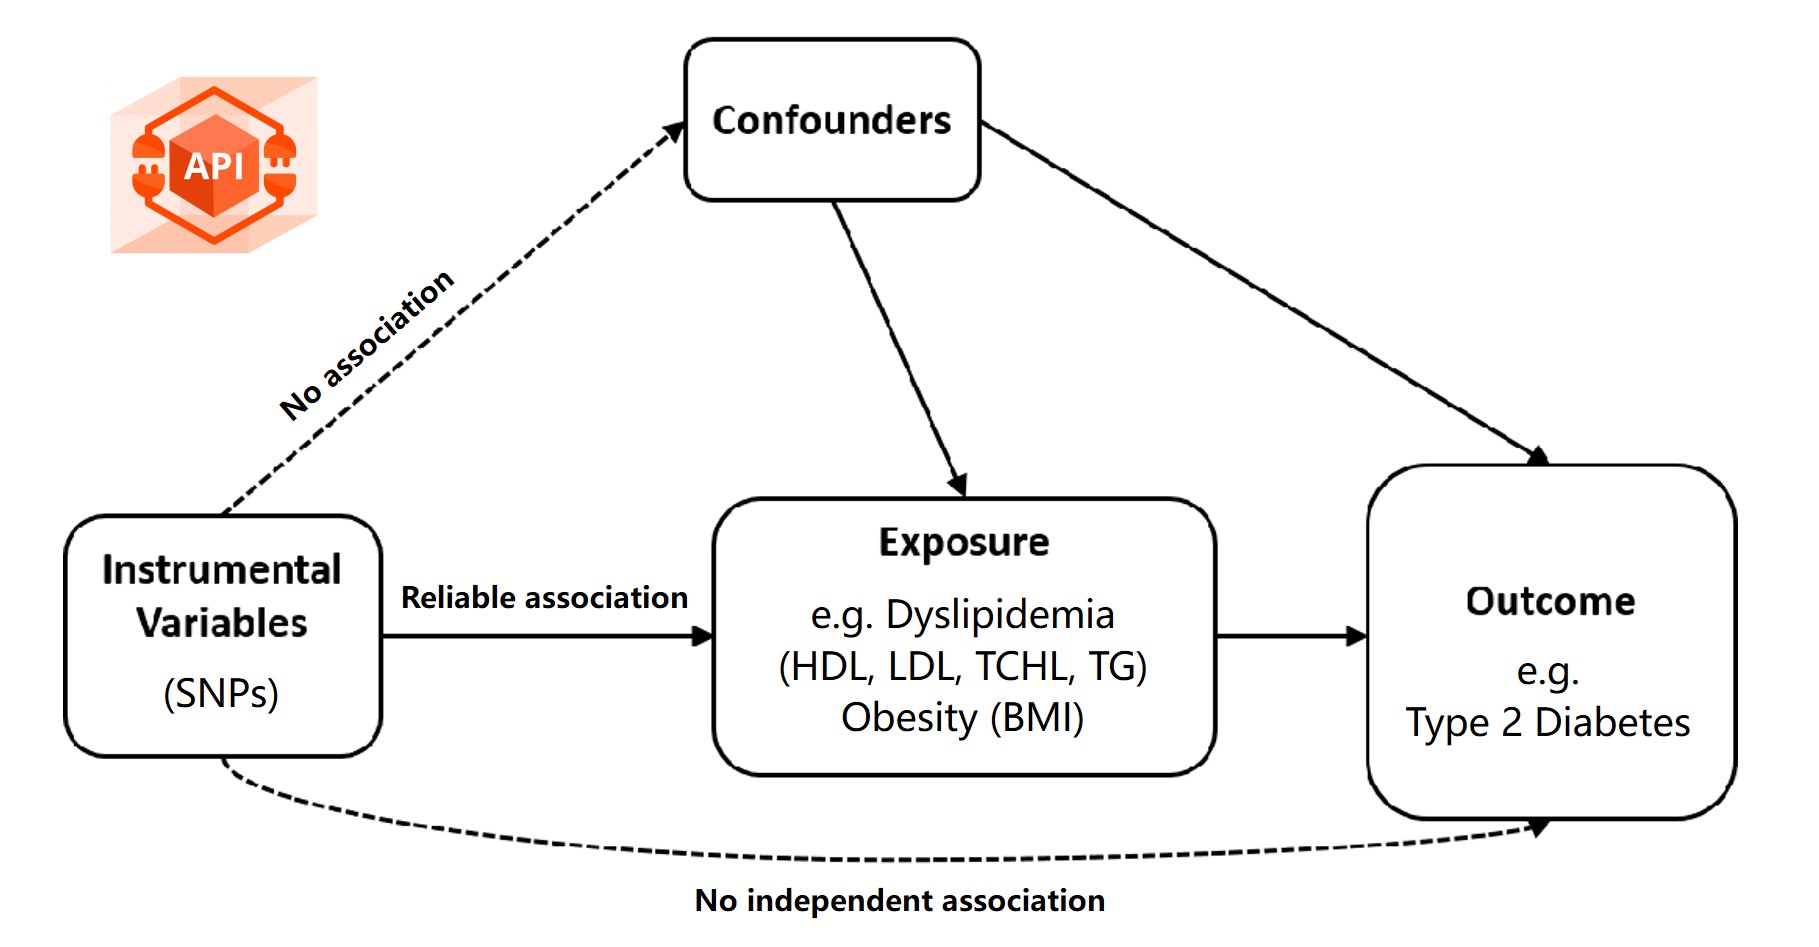 Confounders
API
No association
Instrumental
Variables
(SNPs)
Reliable association
Exposure
e.g. Dyslipidemia
(HDL, LDL, TCHL, TG)
Obesity (BMI)
Outcome
e.g.
Type 2 Diabetes
No independent association